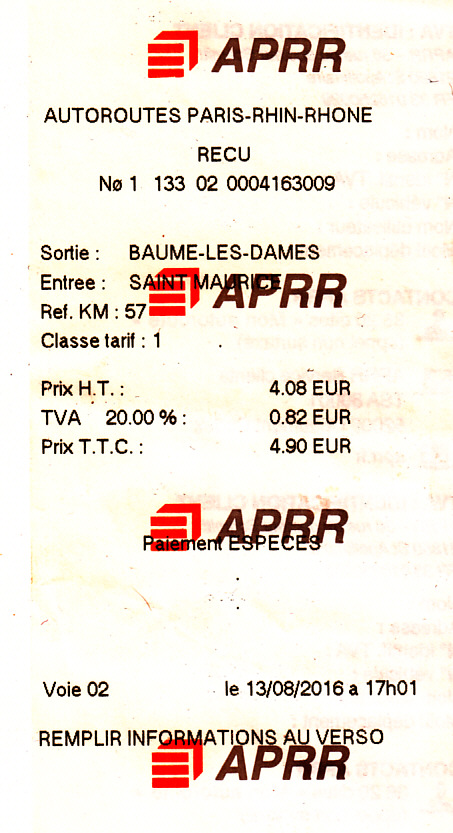 APRR
AUTOROUTES PARIS-RHIN-RHONE
RECU
Nø 1 133 02 0004163009
Sortie : BAUME-LES-DAMES
Entree : SAINT MAURICE
APRR
Ref. KM : 57
Classe tarif : 1
Prix H.T. : 4.08 EUR
TVA 20.00 % : 0.82 EUR
Prix T.T.C. : 4.90 EUR
APRR
Paiement ESPECES
Voie 02 le 13/08/2016 a 17h01
REMPLIR INFORMATIONS AU VERSO
APRR